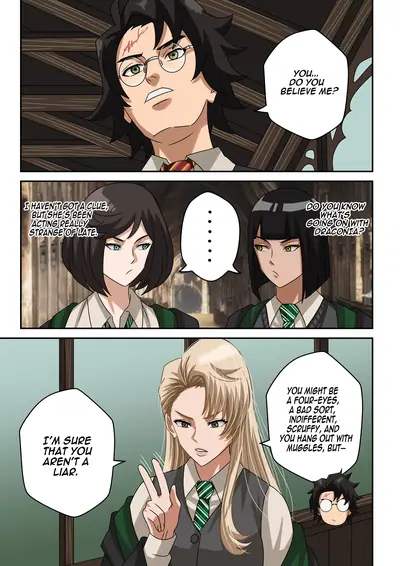 YOU...
DO YOU
BELIEVE ME?
I HAVEN'T GOT A CLUE,
BUT SHE'S BEEN
ACTING REALLY
STRANGE OF LATE.
......
DO YOU KNOW
WHAT'S
GOING ON WITH
DRACONIA?
YOU MIGHT BE
A FOUR-EYES,
A BAD SORT,
INDIFFERENT,
SCRUFFY, AND
YOU HANG OUT WITH
MUGGLES, BUT—
I'M SURE
THAT YOU
AREN'T A
LIAR.